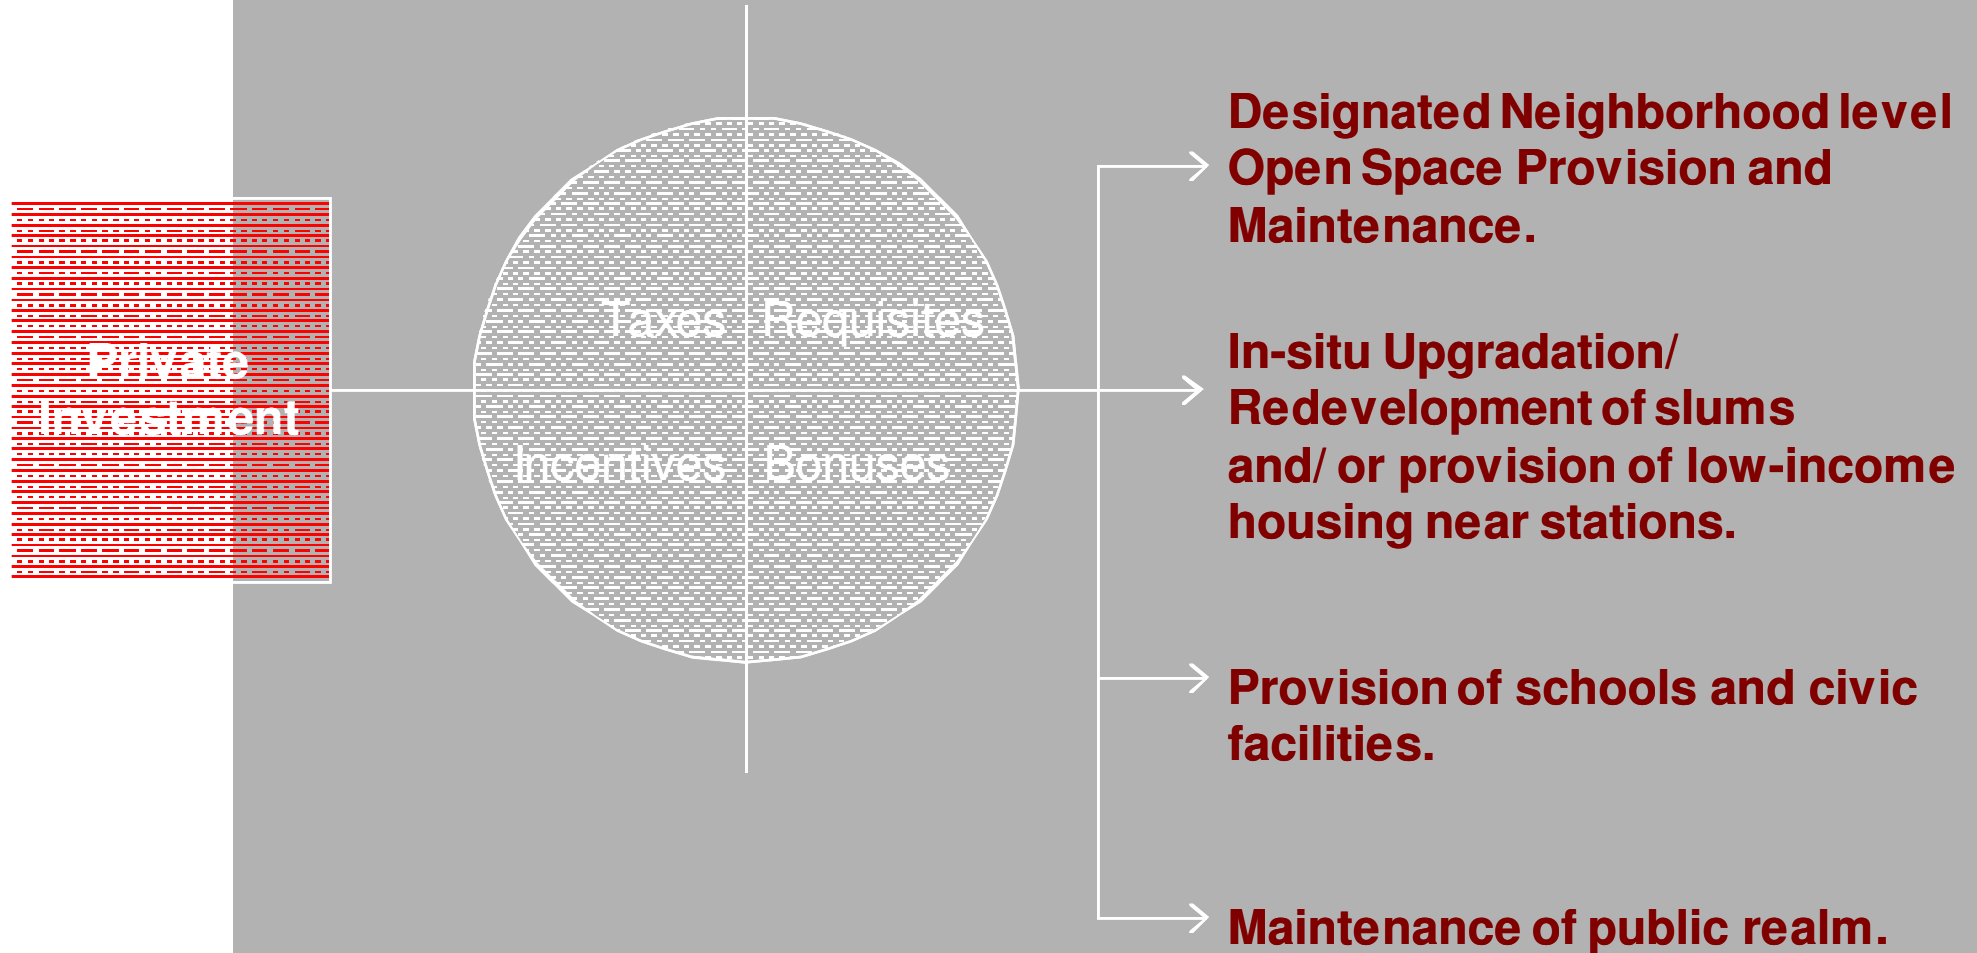 Private
Investment
Taxes
Requisites
Incentives
Bonuses
Designated Neighborhood level
Open Space Provision and
Maintenance.
In-situ Upgradation/
Redevelopment of slums
and/ or provision of low-income
housing near stations.
Provision of schools and civic
facilities.
Maintenance of public realm.